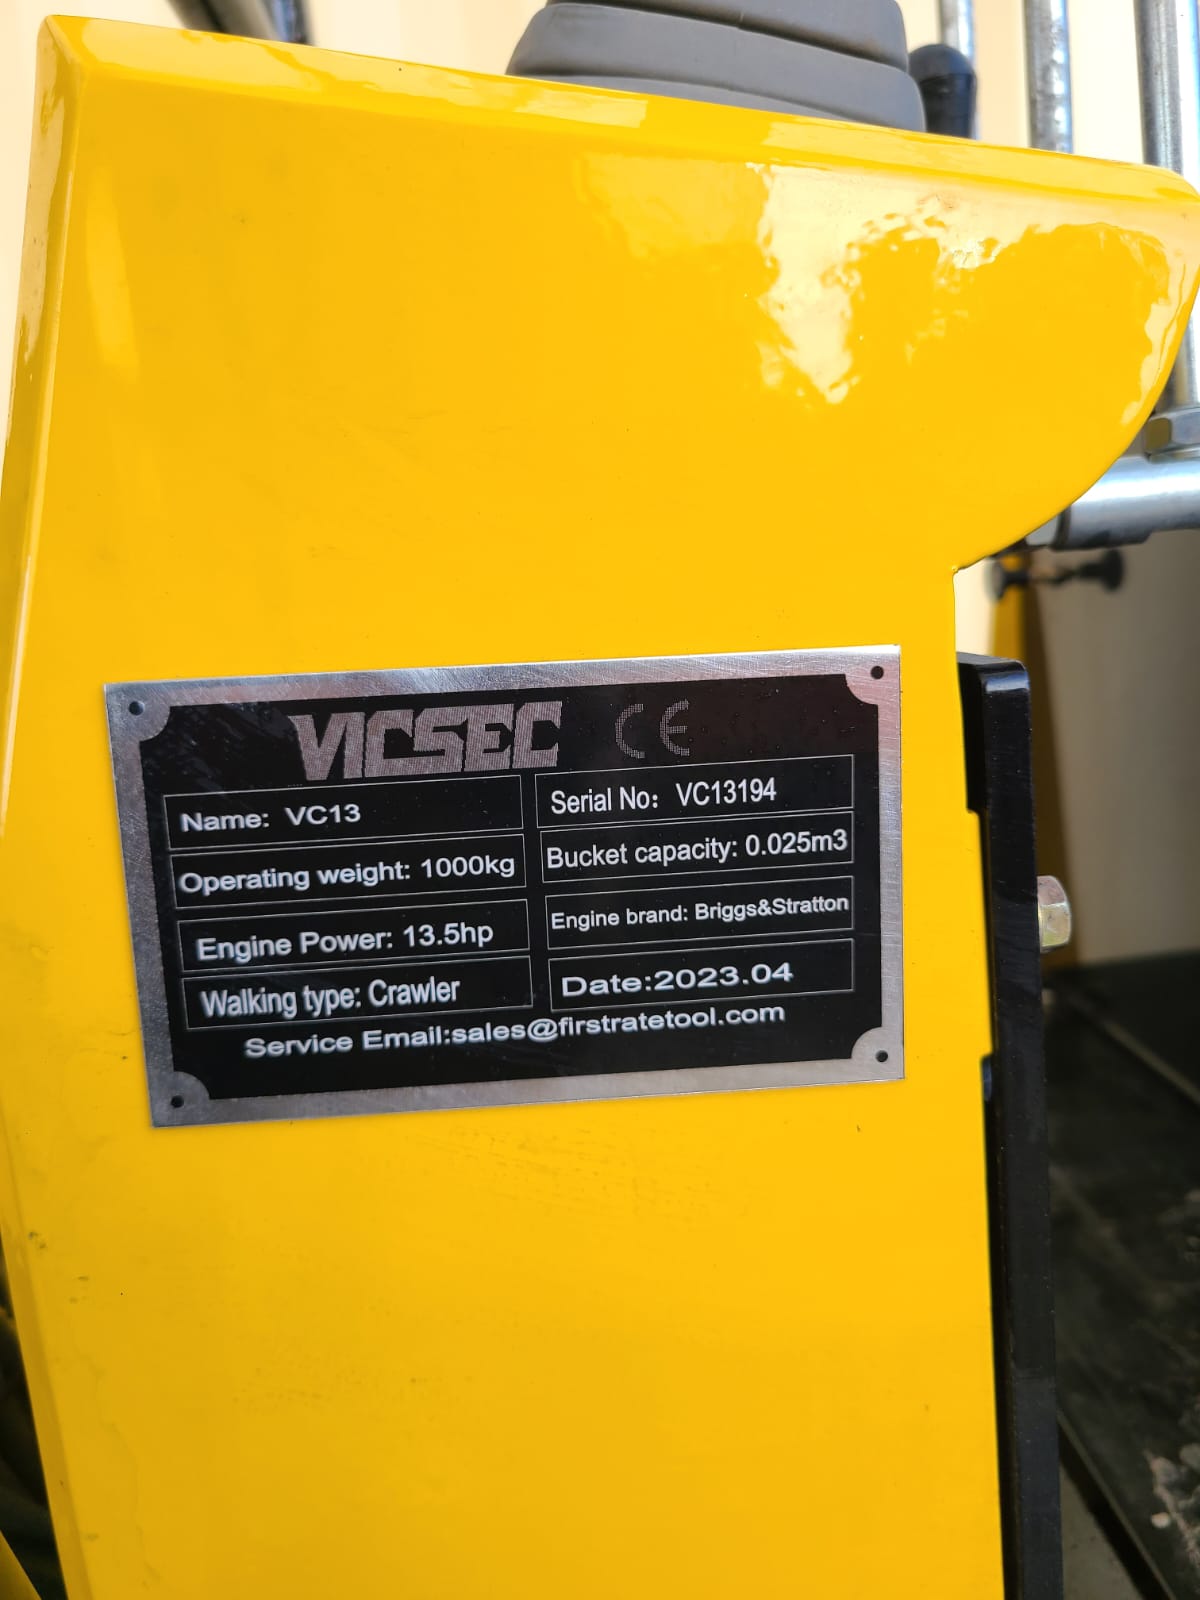 VICSEC CE
Name: VC13
Serial No: VC13194
Operating weight: 1000kg
Bucket capacity: 0.025m3
Engine Power: 13.5hp
Engine brand: Briggs&Stratton
Walking type: Crawler
Date:2023.04
Service Email:sales@firstratetool.com